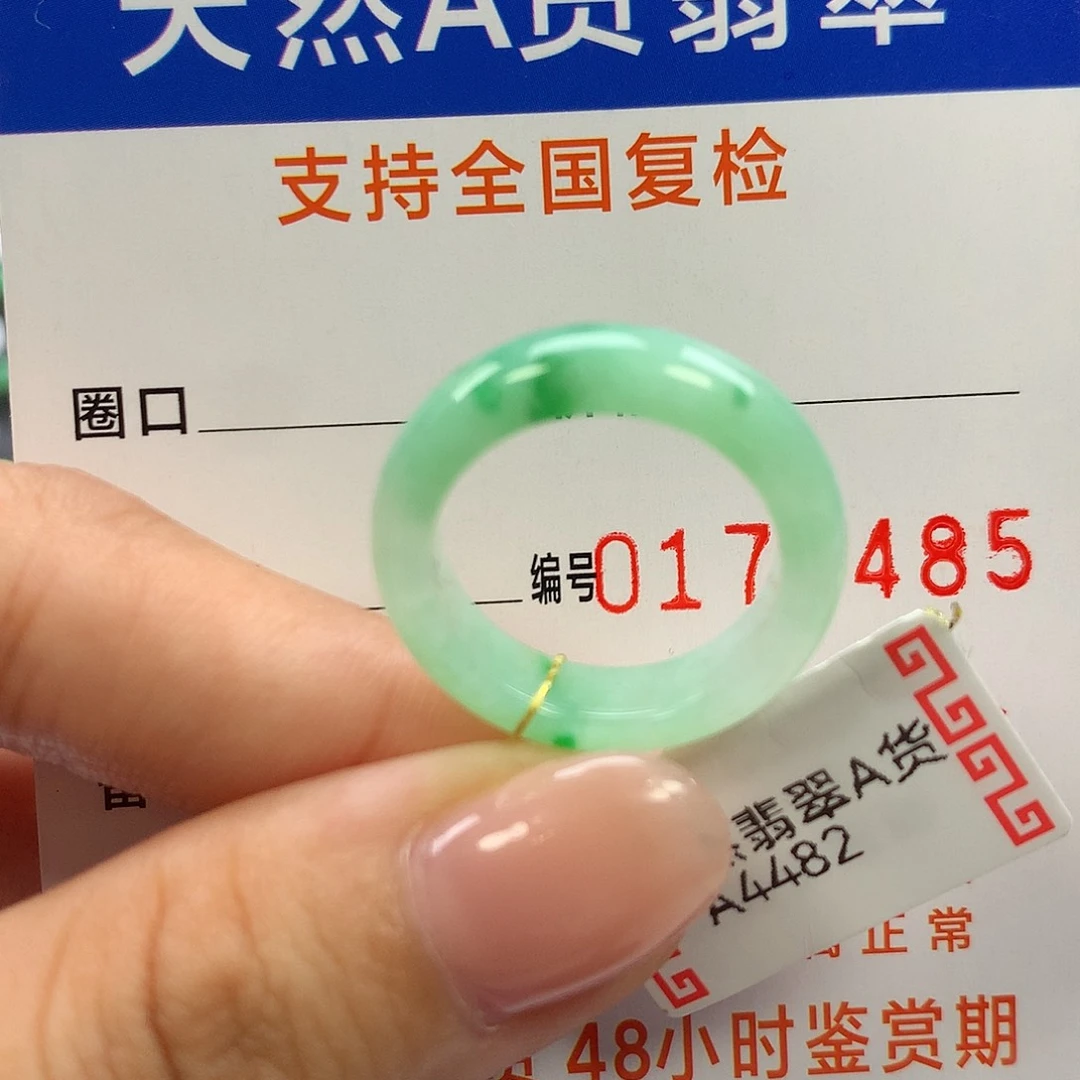 天然A货翡翠
支持全国复检
圈口
编号017485
翡翠A货
A4482
正常
48小时鉴赏期